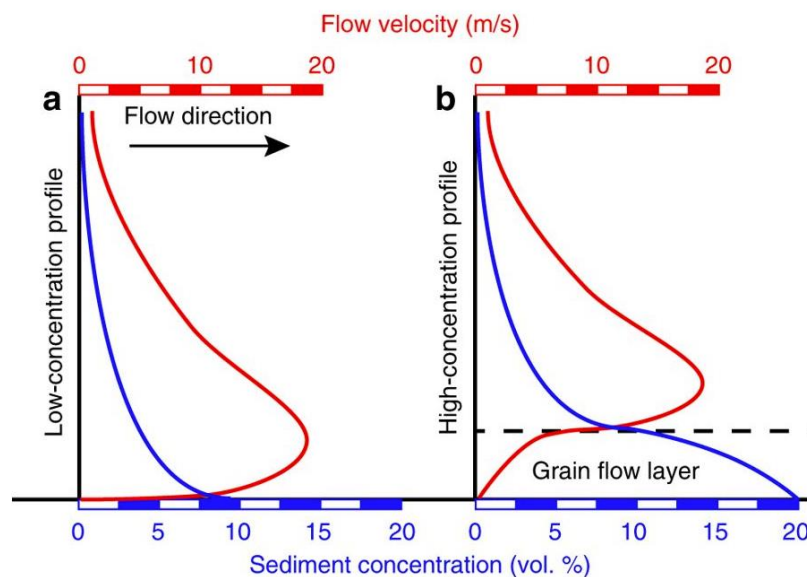 Flow velocity (m/s)
0 10 20 0 10 20
a b
Flow direction
Low-concentration profile
High-concentration profile
Grain flow layer
0 5 10 15 20 0 5 10 15 20
Sediment concentration (vol. %)